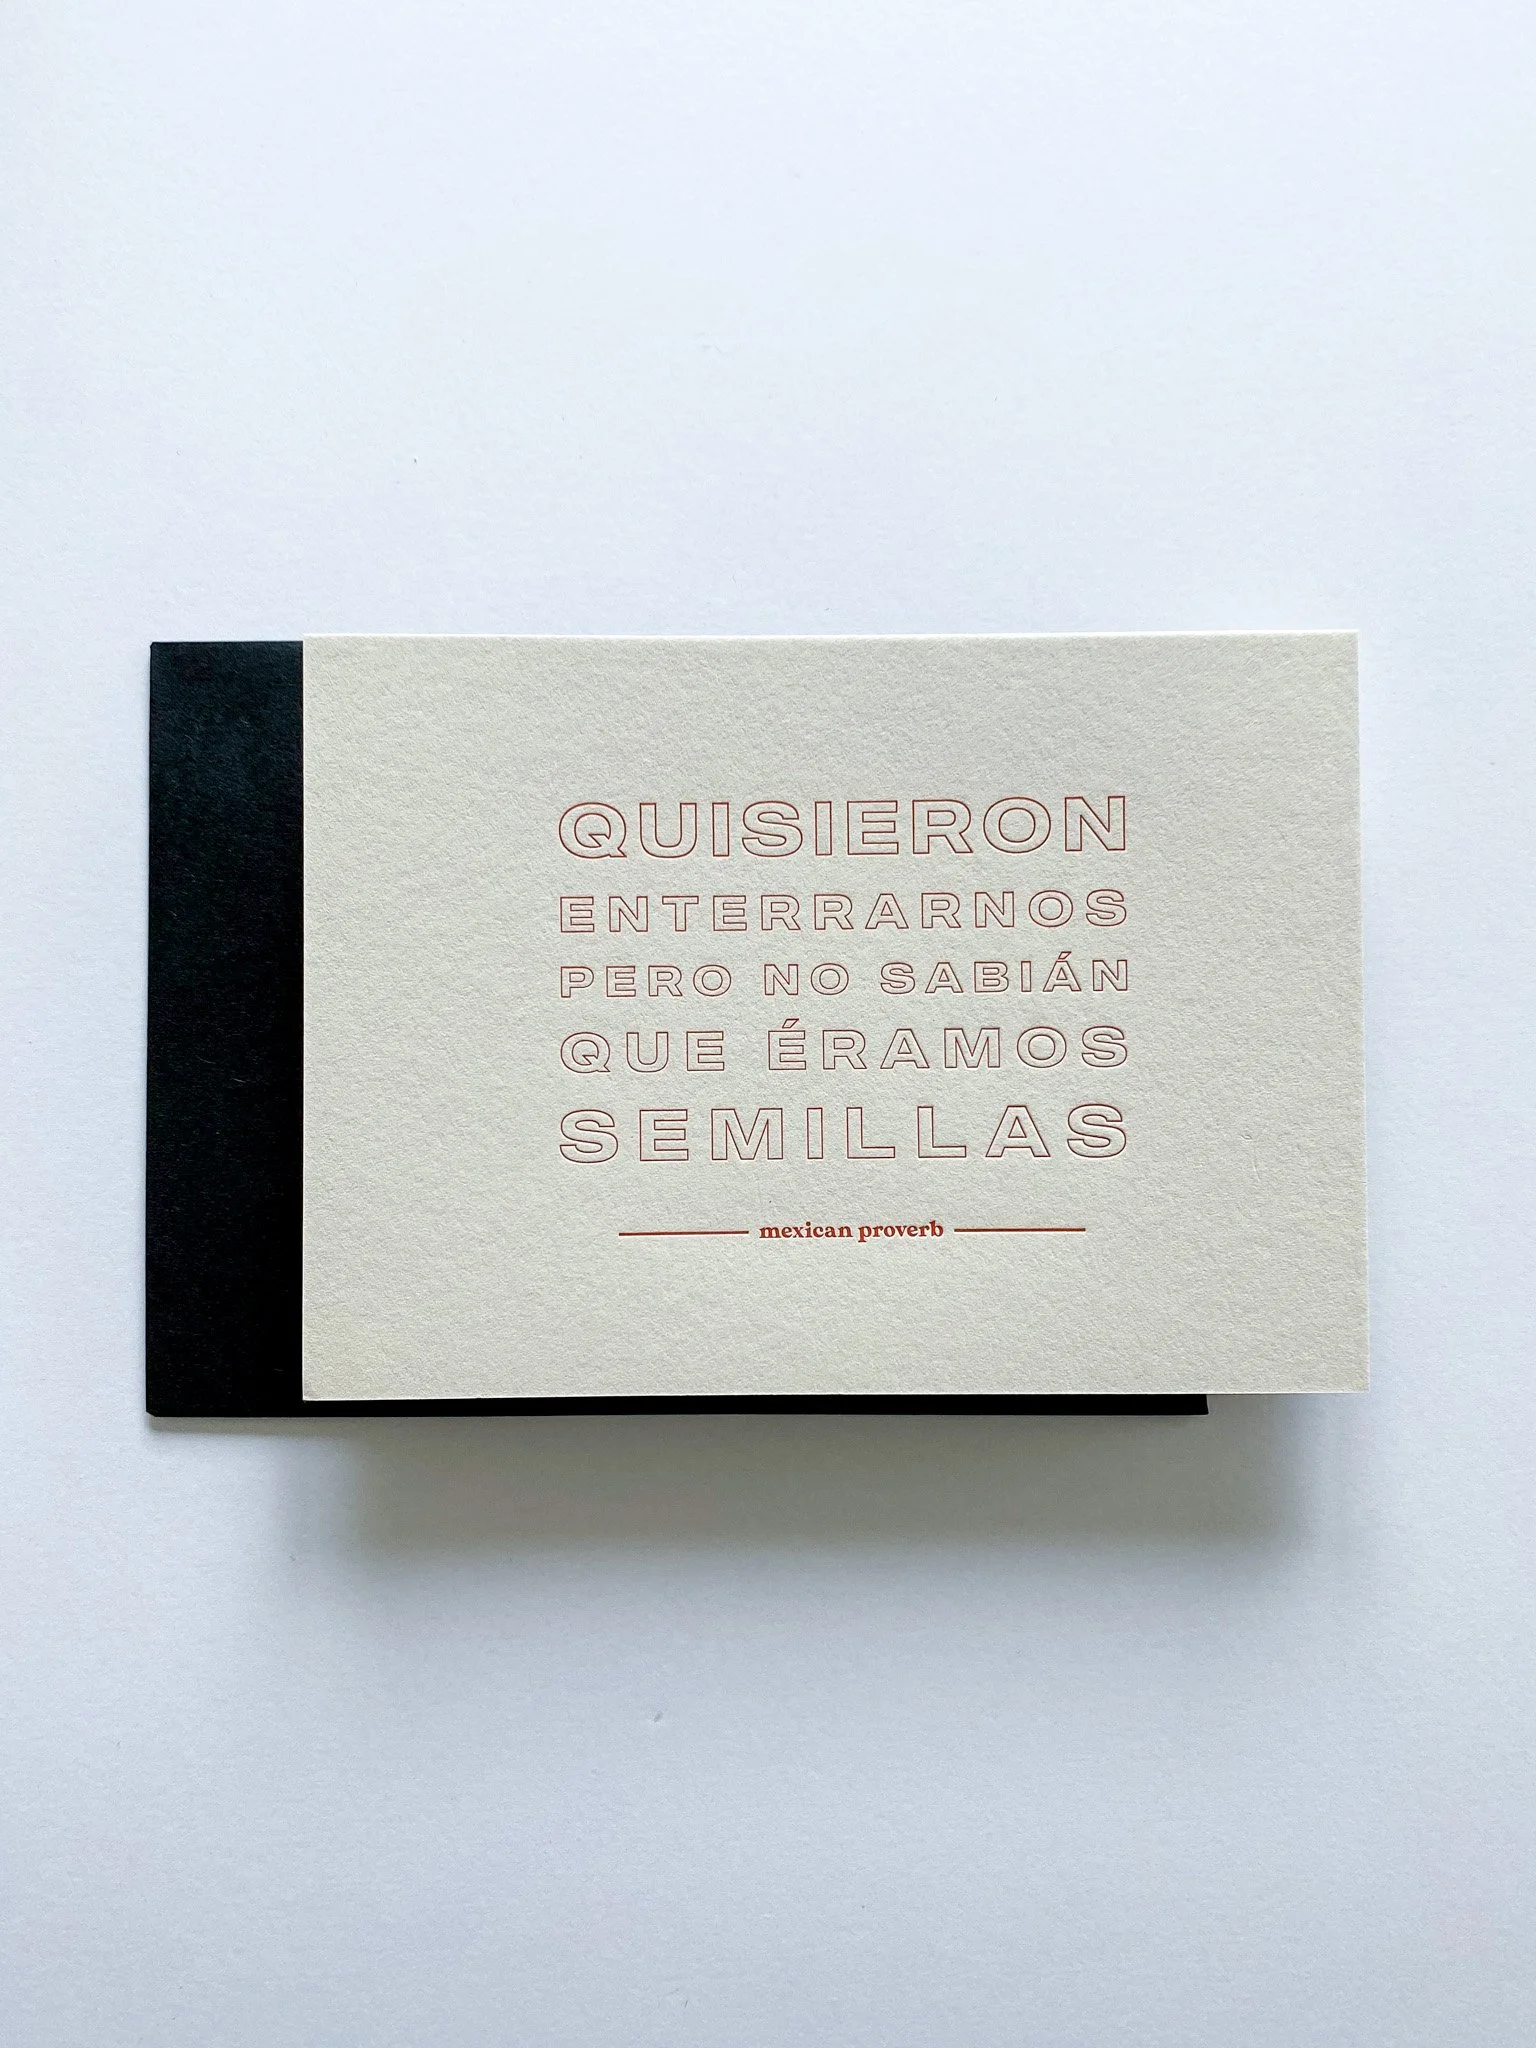 QUISIERON
ENTERRARNOS
PERO NO SABIÁN
QUE ÉRAMOS
SEMILLAS
mexican proverb